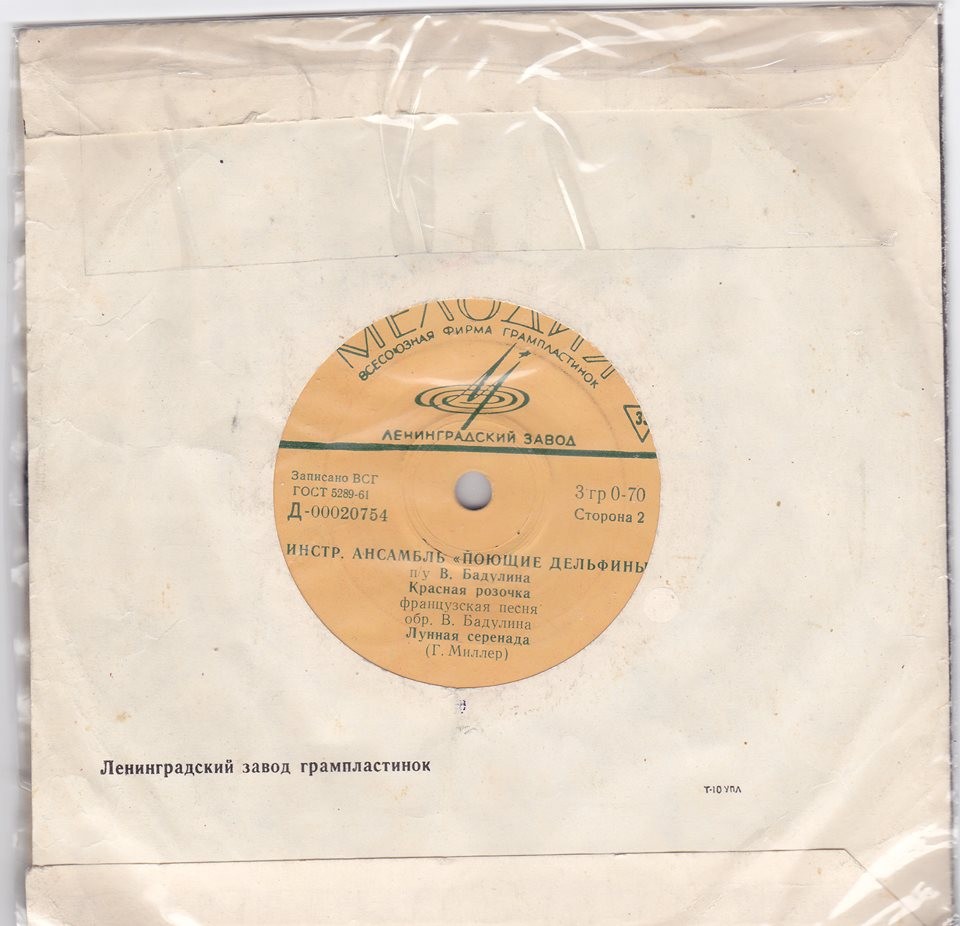 МЕЛОДИЯ
ВСЕСОЮЗНАЯ ФИРМА ГРАМПЛАСТИНОК
33
ЛЕНИНГРАДСКИЙ ЗАВОД
Записано ВСГ
ГОСТ 5289-61
Д-00020754
3 гр 0-70
Сторона 2
ИНСТР. АНСАМБЛЬ «ПОЮЩИЕ ДЕЛЬФИНЫ
п/у В. Бадулина
Красная розочка
французская песня
обр. В. Бадулина
Лунная серенада
(Г. Миллер)
Ленинградский завод грампластинок
Т-10 УПЛ